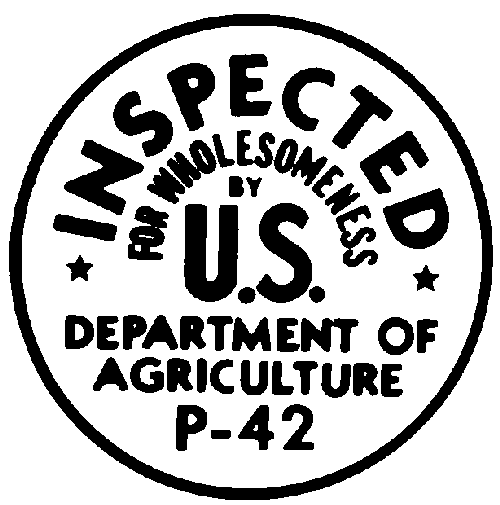 INSPECTED
FOR WHOLESOMENESS
BY
U.S.
DEPARTMENT OF
AGRICULTURE
P-42